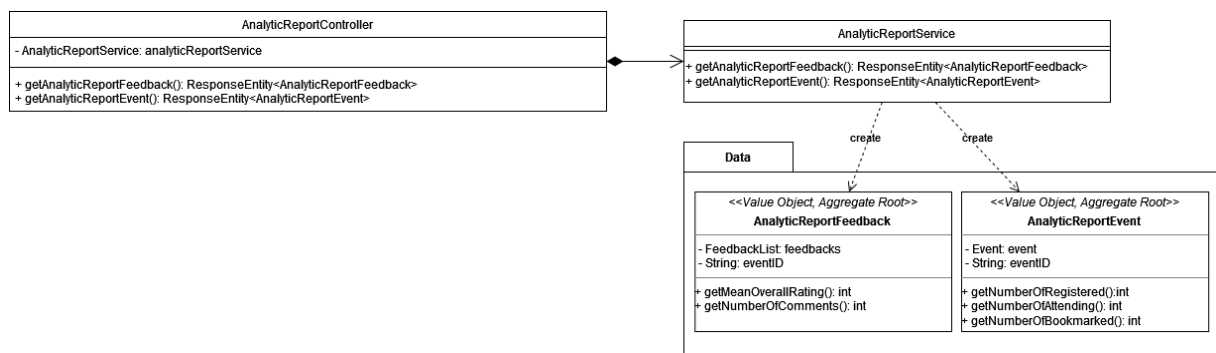 AnalyticReportController
- AnalyticReportService: analyticReportService
+ getAnalyticReportFeedback(): ResponseEntity<AnalyticReportFeedback>
+ getAnalyticReportEvent(): ResponseEntity<AnalyticReportEvent>
AnalyticReportService
+ getAnalyticReportFeedback(): ResponseEntity<AnalyticReportFeedback>
+ getAnalyticReportEvent(): ResponseEntity<AnalyticReportEvent>
create
create
Data
<<Value Object, Aggregate Root>>
AnalyticReportFeedback
- FeedbackList: feedbacks
- String: eventID
+ getMeanOverallRating(): int
+ getNumberOfComments(): int
<<Value Object, Aggregate Root>>
AnalyticReportEvent
- Event: event
- String: eventID
+ getNumberOfRegistered():int
+ getNumberOfAttending(): int
+ getNumberOfBookmarked(): int